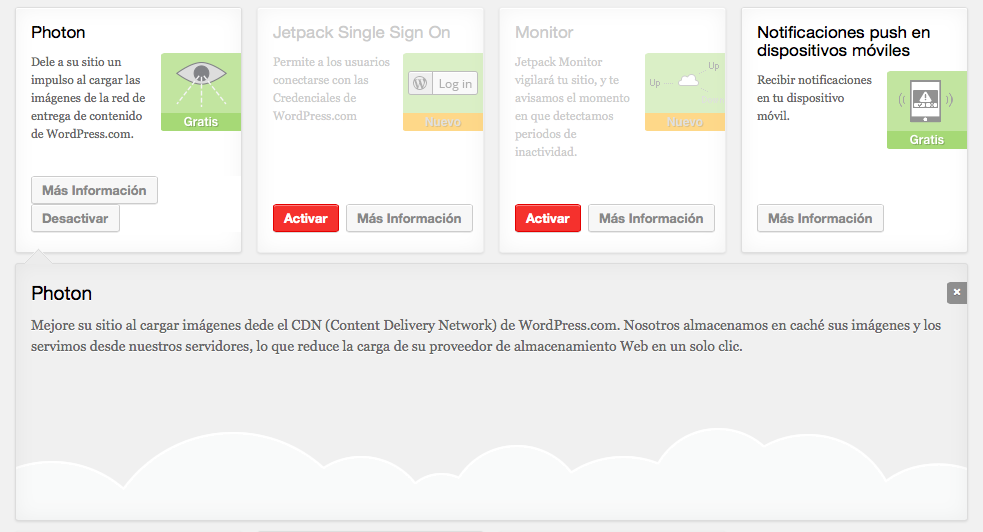 Photon
Dele a su sitio un
impulso al cargar las
imágenes de la red de
entrega de contenido
de WordPress.com.
Gratis
Más Información
Desactivar
Jetpack Single Sign On
Permite a los usuarios
conectarse con las
Credenciales de
WordPress.com
Log in
Nuevo
Activar
Más Información
Monitor
Jetpack Monitor
vigilará tu sitio, y te
avisamos el momento
en que detectamos
periodos de
inactividad.
Up
Up
Nuevo
Activar
Más Información
Notificaciones push en
dispositivos móviles
Recibir notificaciones
en tu dispositivo
móvil.
Gratis
Más Información
Photon
Mejore su sitio al cargar imágenes dede el CDN (Content Delivery Network) de WordPress.com. Nosotros almacenamos en caché sus imágenes y los
servimos desde nuestros servidores, lo que reduce la carga de su proveedor de almacenamiento Web en un solo clic.